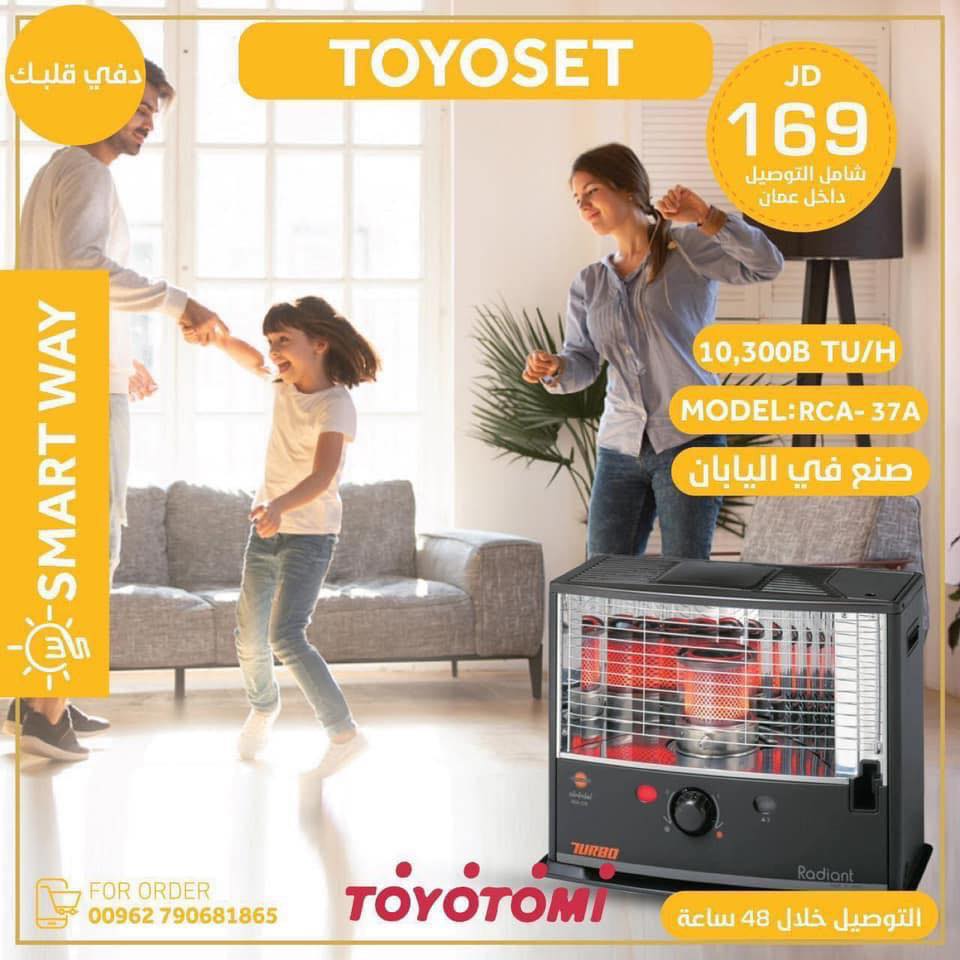 دفي قلبك
TOYOSET
JD
169
شامل التوصيل
داخل عمان
10,300B TU/H
MODEL:RCA- 37A
صنع في اليابان
SMART WAY
TURBO
Radiant
FOR ORDER
00962 790681865
TOYOTOMI
التوصيل خلال 48 ساعة